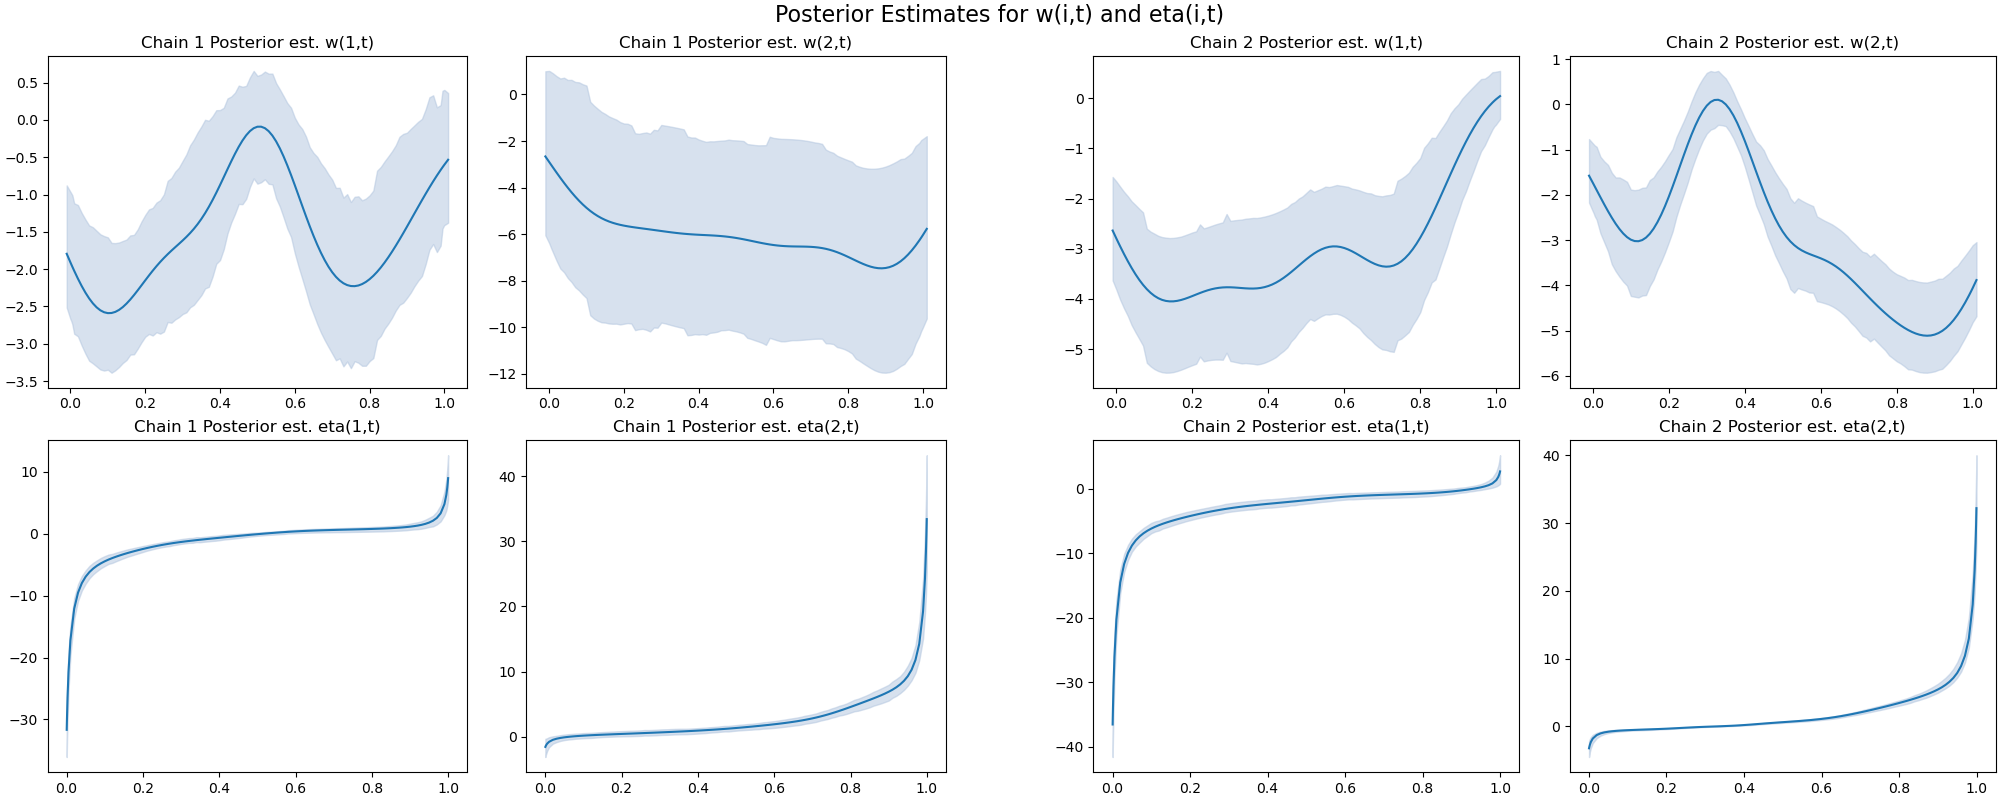 Posterior Estimates for w(i,t) and eta(i,t)
Chain 1 Posterior est. w(1,t)
0.5
0.0
−0.5
−1.0
−1.5
−2.0
−2.5
−3.0
−3.5
0.0 0.2 0.4 0.6 0.8 1.0
Chain 1 Posterior est. w(2,t)
0
−2
−4
−6
−8
−10
−12
0.0 0.2 0.4 0.6 0.8 1.0
Chain 2 Posterior est. w(1,t)
0
−1
−2
−3
−4
−5
0.0 0.2 0.4 0.6 0.8 1.0
Chain 2 Posterior est. w(2,t)
1
0
−1
−2
−3
−4
−5
−6
0.0 0.2 0.4 0.6 0.8 1.0
Chain 1 Posterior est. eta(1,t)
10
0
−10
−20
−30
0.0 0.2 0.4 0.6 0.8 1.0
Chain 1 Posterior est. eta(2,t)
40
30
20
10
0
0.0 0.2 0.4 0.6 0.8 1.0
Chain 2 Posterior est. eta(1,t)
0
−10
−20
−30
−40
0.0 0.2 0.4 0.6 0.8 1.0
Chain 2 Posterior est. eta(2,t)
40
30
20
10
0
0.0 0.2 0.4 0.6 0.8 1.0